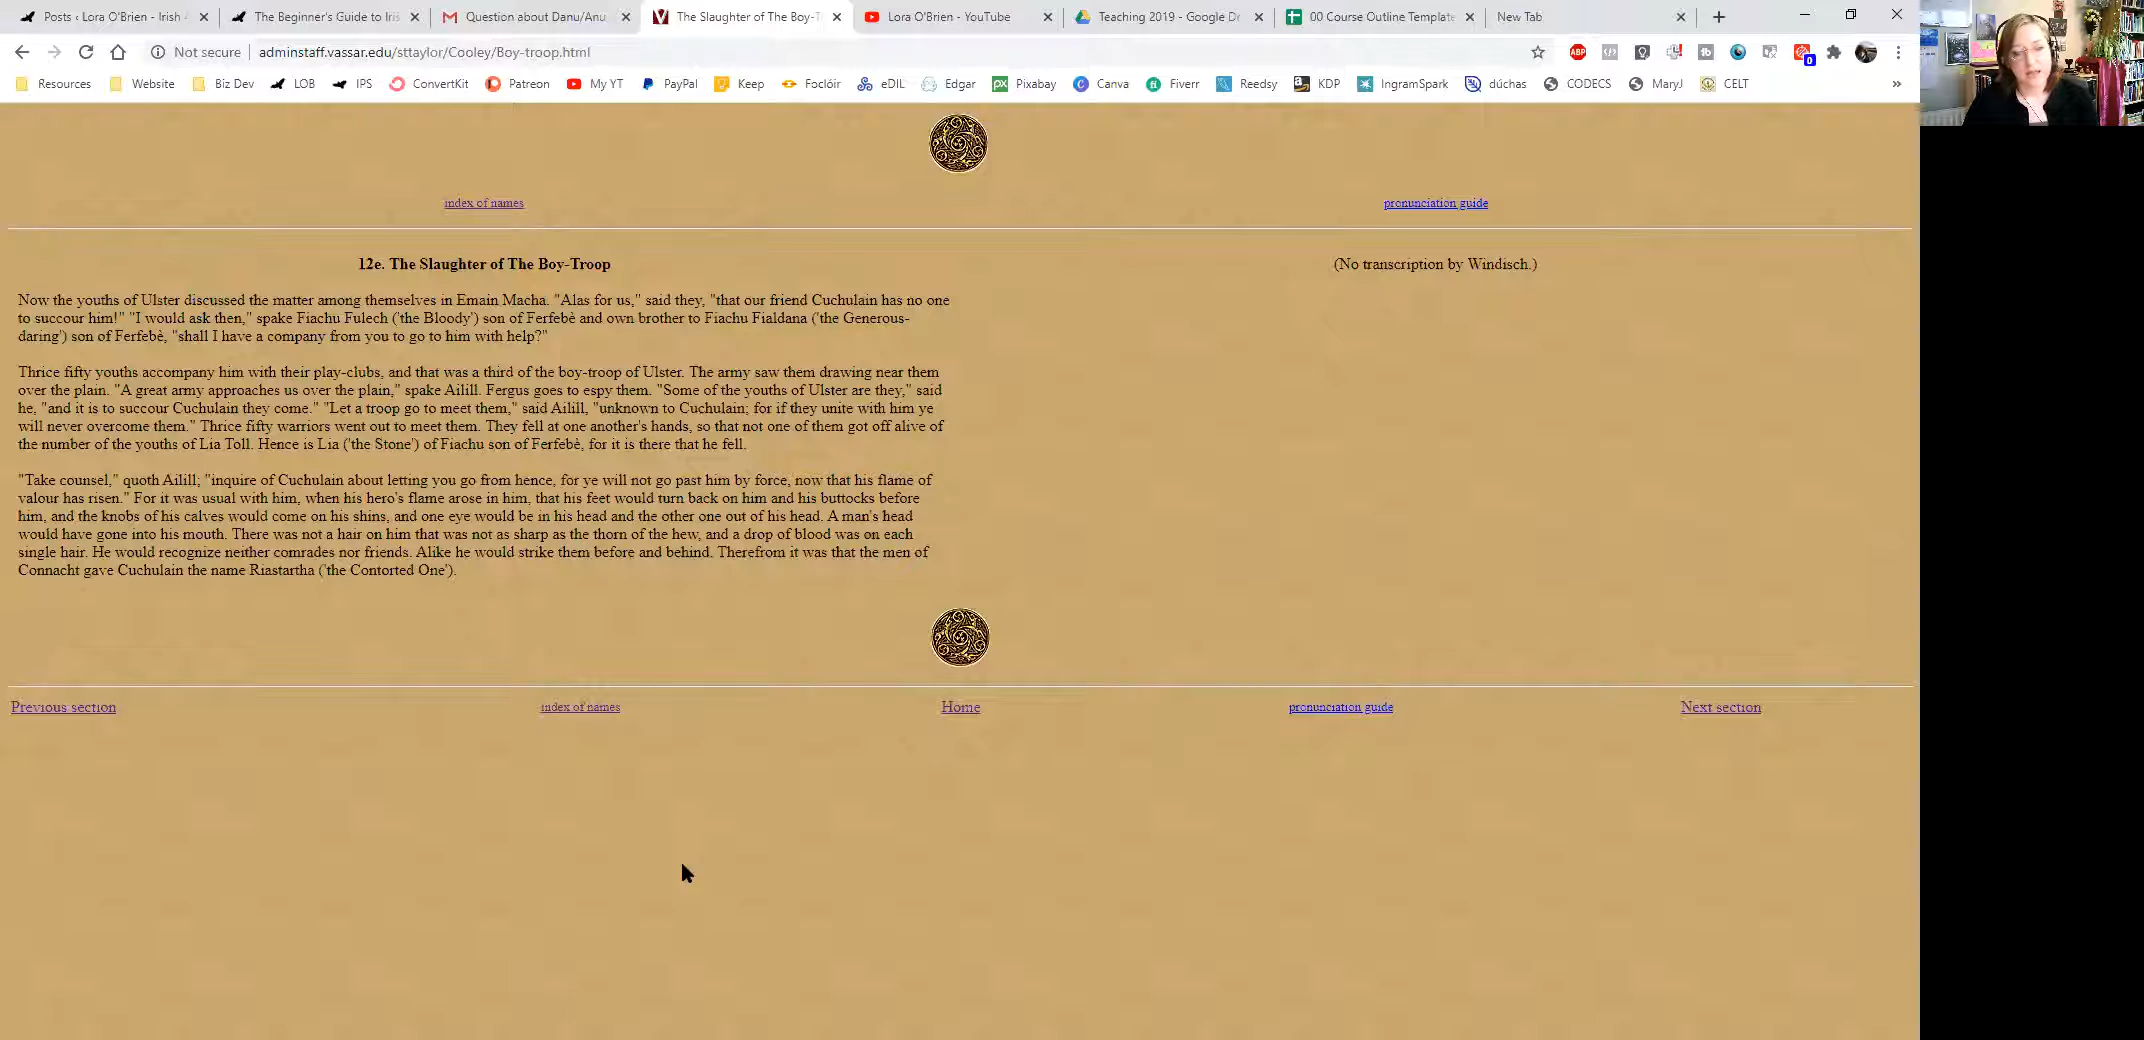 Posts ‹ Lora O'Brien - Irish
The Beginner's Guide to Iris
Question about Danu/Anu
The Slaughter of The Boy-T
Lora O'Brien - YouTube
Teaching 2019 - Google Dr
00 Course Outline Template
New Tab
Not secure adminstaff.vassar.edu/sttaylor/Cooley/Boy-troop.html
ABP
0
Resources Website Biz Dev LOB IPS ConvertKit Patreon My YT PayPal Keep Foclóir eDIL Edgar Pixabay Canva Fiverr Reedsy KDP IngramSpark dúchas CODECS MaryJ CELT »
index of names pronunciation guide
12e. The Slaughter of The Boy-Troop
(No transcription by Windisch.)
Now the youths of Ulster discussed the matter among themselves in Emain Macha. "Alas for us," said they, "that our friend Cuchulain has no one
to succour him!" "I would ask then," spake Fiachu Fulech ('the Bloody') son of Ferfebè and own brother to Fiachu Fialdana ('the Generous-
daring') son of Ferfebè, "shall I have a company from you to go to him with help?"
Thrice fifty youths accompany him with their play-clubs, and that was a third of the boy-troop of Ulster. The army saw them drawing near them
over the plain. "A great army approaches us over the plain," spake Ailill. Fergus goes to espy them. "Some of the youths of Ulster are they," said
he, "and it is to succour Cuchulain they come." "Let a troop go to meet them," said Ailill, "unknown to Cuchulain; for if they unite with him ye
will never overcome them." Thrice fifty warriors went out to meet them. They fell at one another's hands, so that not one of them got off alive of
the number of the youths of Lia Toll. Hence is Lia ('the Stone') of Fiachu son of Ferfebè, for it is there that he fell.
"Take counsel," quoth Ailill; "inquire of Cuchulain about letting you go from hence, for ye will not go past him by force, now that his flame of
valour has risen." For it was usual with him, when his hero's flame arose in him, that his feet would turn back on him and his buttocks before
him, and the knobs of his calves would come on his shins, and one eye would be in his head and the other one out of his head. A man's head
would have gone into his mouth. There was not a hair on him that was not as sharp as the thorn of the hew, and a drop of blood was on each
single hair. He would recognize neither comrades nor friends. Alike he would strike them before and behind. Therefrom it was that the men of
Connacht gave Cuchulain the name Riastartha ('the Contorted One').
Previous section index of names Home pronunciation guide Next section